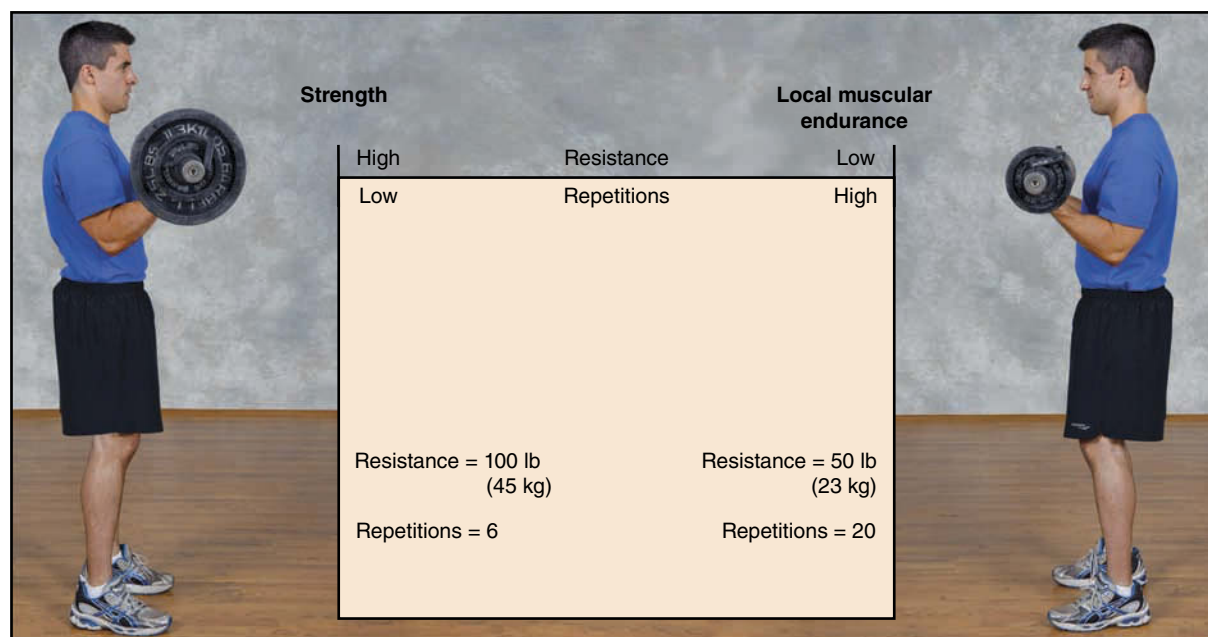 Strength
Local muscular
endurance
High Resistance Low
Low Repetitions High
Resistance = 100 lb
(45 kg)
Resistance = 50 lb
(23 kg)
Repetitions = 6
Repetitions = 20